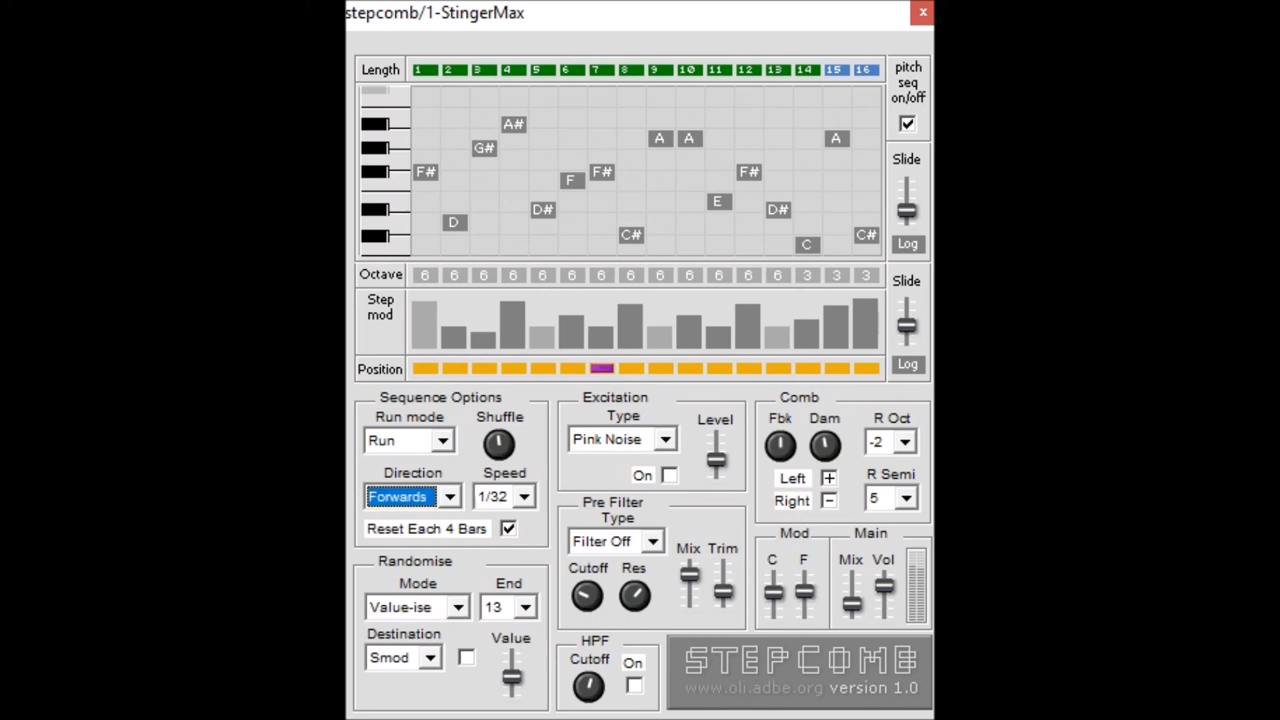 stepcomb/1-StingerMax
x
Length 1 2 3 4 5 6 7 8 9 10 11 12 13 14 15 16
pitch
seq
on/off
A#
A A A
G#
F# F# F#
F
E
D# D#
D
C# C#
C
Slide
Log
Octave 6 6 6 6 6 6 6 6 6 6 6 6 6 3 3 3
Step
mod
Slide
Log
Position
Sequence Options
Run mode Shuffle
Run
Direction Speed
Forwards 1/32
Reset Each 4 Bars
Randomise
Mode End
Value-ise 13
Destination Value
Smod
Excitation
Type Level
Pink Noise
On
Pre Filter
Type
Filter Off
Mix Trim
Cutoff Res
HPF
Cutoff On
Comb
Fbk Dam R Oct
-2
Left + R Semi
Right - 5
Mod Main
C F Mix Vol
STEPCOMB
www.oli.adbe.org version 1.0